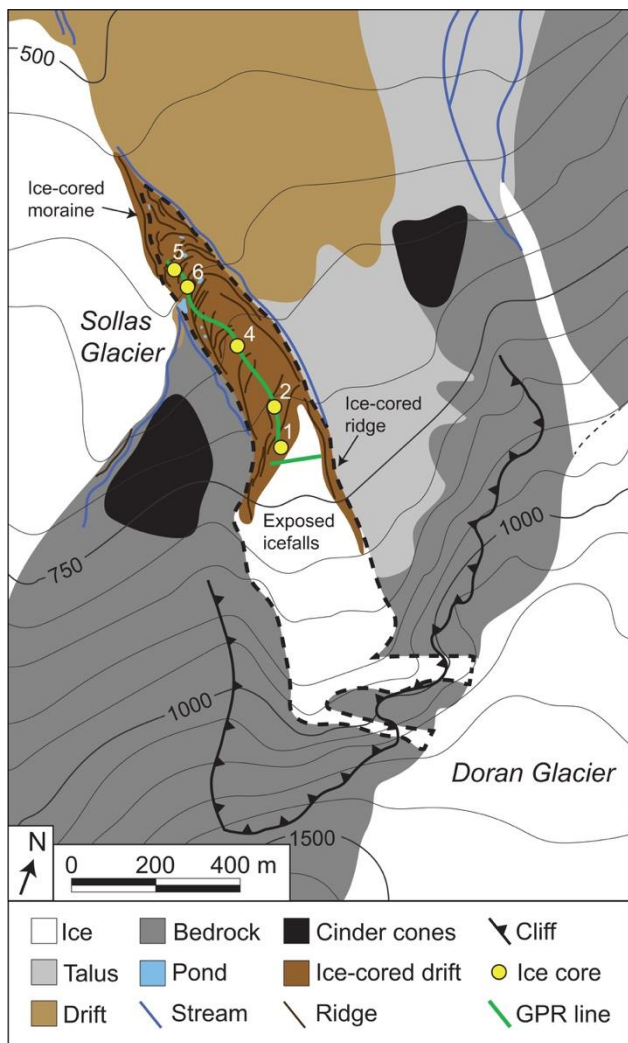 500
Ice-cored
moraine
5
6
Sollas
Glacier
4
2
Ice-cored
ridge
1
Exposed
icefalls
1000
750
1000
Doran Glacier
1500
N
0 200 400 m
Ice Bedrock Cinder cones Cliff
Talus Pond Ice-cored drift Ice core
Drift Stream Ridge GPR line